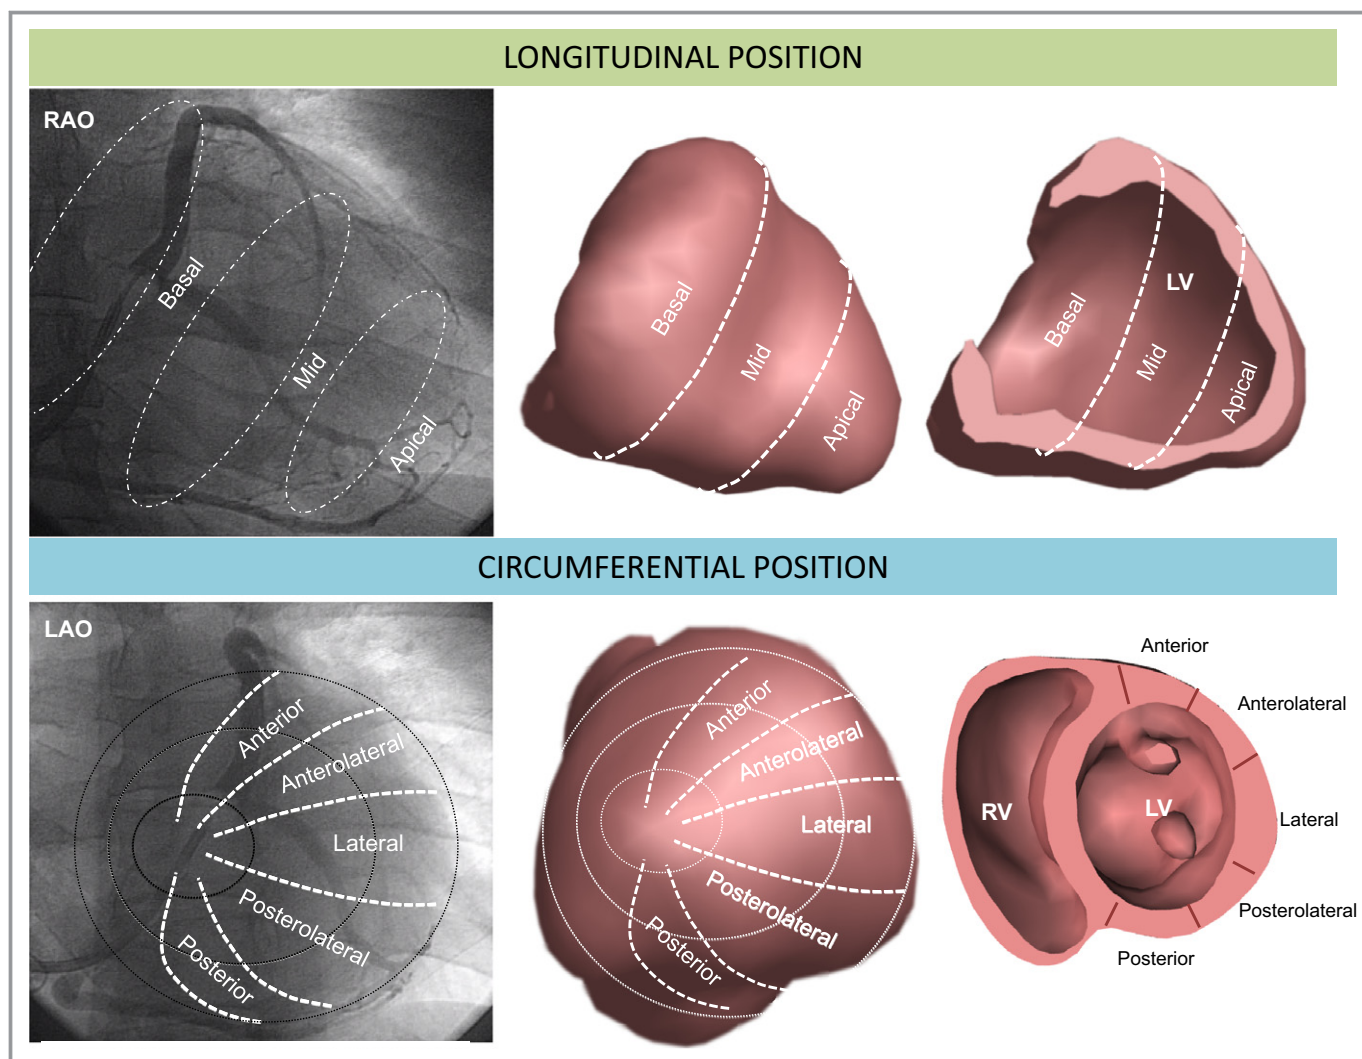 LONGITUDINAL POSITION
RAO
Basal
Mid
Apical
Basal
Mid
Apical
LV
Basal
Mid
Apical
CIRCUMFERENTIAL POSITION
LAO
Anterior
Anterolateral
Lateral
Posterolateral
Posterior
Anterior
Anterolateral
Lateral
Posterolateral
Posterior
Anterior
Anterolateral
RV
LV
Lateral
Posterolateral
Posterior